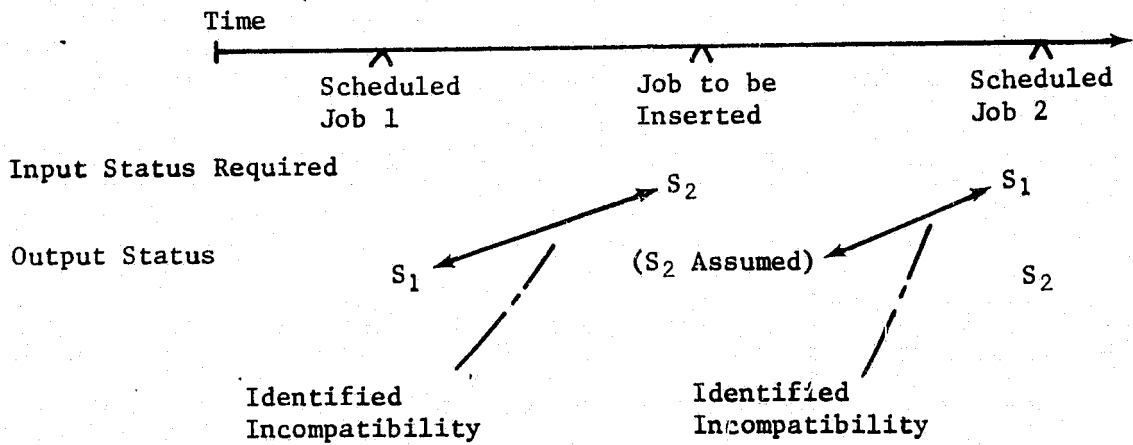 Time
Scheduled
Job 1
Job to be
Inserted
Scheduled
Job 2
Input Status Required
S2
S1
Output Status
S1
(S2 Assumed)
S2
Identified
Incompatibility
Identified
Incompatibility